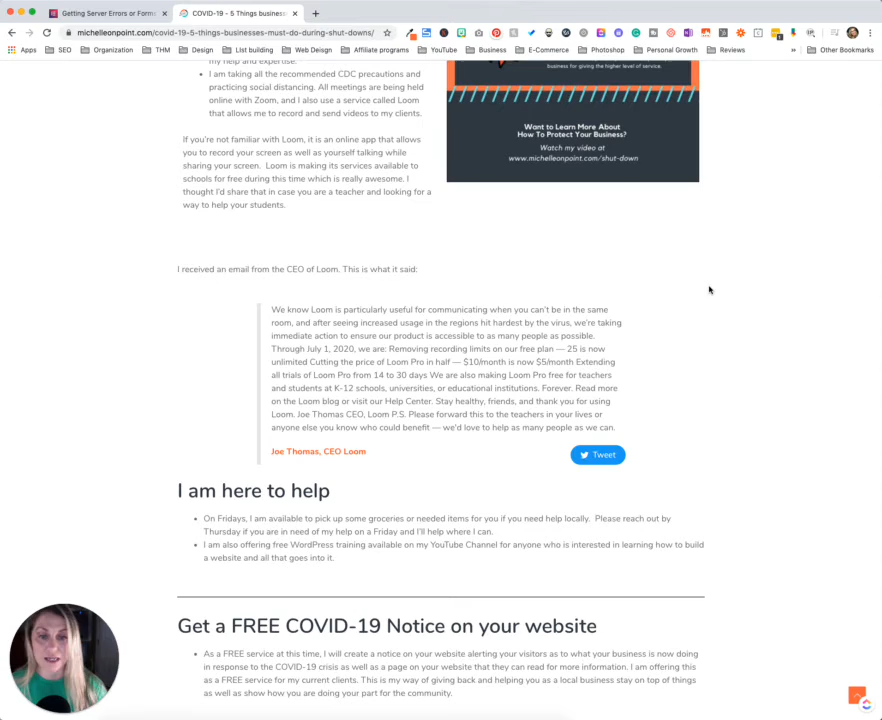 Getting Server Errors or Forms
COVID-19 - 5 Things business
michelleonpoint.com/covid-19-5-things-businesses-must-do-during-shut-downs/
Apps
SEO
Organization
THM
Design
List building
Web Deisgn
Affiliate programs
YouTube
Business
E-Commerce
Photoshop
Personal Growth
Reviews
»
Other Bookmarks
my help and expertise.
• I am taking all the recommended CDC precautions and
practicing social distancing. All meetings are being held
online with Zoom, and I also use a service called Loom
that allows me to record and send videos to my clients.
If you're not familiar with Loom, it is an online app that allows
you to record your screen as well as yourself talking while
sharing your screen. Loom is making its services available to
schools for free during this time which is really awesome. I
thought I'd share that in case you are a teacher and looking for a
way to help your students.
business for giving the higher level of service.
Want to Learn More About
How To Protect Your Business?
Watch my video at
www.michelleonpoint.com/shut-down
I received an email from the CEO of Loom. This is what it said:
We know Loom is particularly useful for communicating when you can't be in the same
room, and after seeing increased usage in the regions hit hardest by the virus, we're taking
immediate action to ensure our product is accessible to as many people as possible.
Through July 1, 2020, we are: Removing recording limits on our free plan — 25 is now
unlimited Cutting the price of Loom Pro in half — $10/month is now $5/month Extending
all trials of Loom Pro from 14 to 30 days We are also making Loom Pro free for teachers
and students at K-12 schools, universities, or educational institutions. Forever. Read more
on the Loom blog or visit our Help Center. Stay healthy, friends, and thank you for using
Loom. Joe Thomas CEO, Loom P.S. Please forward this to the teachers in your lives or
anyone else you know who could benefit — we'd love to help as many people as we can.
Joe Thomas, CEO Loom
Tweet
I am here to help
• On Fridays, I am available to pick up some groceries or needed items for you if you need help locally. Please reach out by
Thursday if you are in need of my help on a Friday and I'll help where I can.
• I am also offering free WordPress training available on my YouTube Channel for anyone who is interested in learning how to build
a website and all that goes into it.
Get a FREE COVID-19 Notice on your website
• As a FREE service at this time, I will create a notice on your website alerting your visitors as to what your business is now doing
in response to the COVID-19 crisis as well as a page on your website that they can read for more information. I am offering this
as a FREE service for my current clients. This is my way of giving back and helping you as a local business stay on top of things
as well as show how you are doing your part for the community.